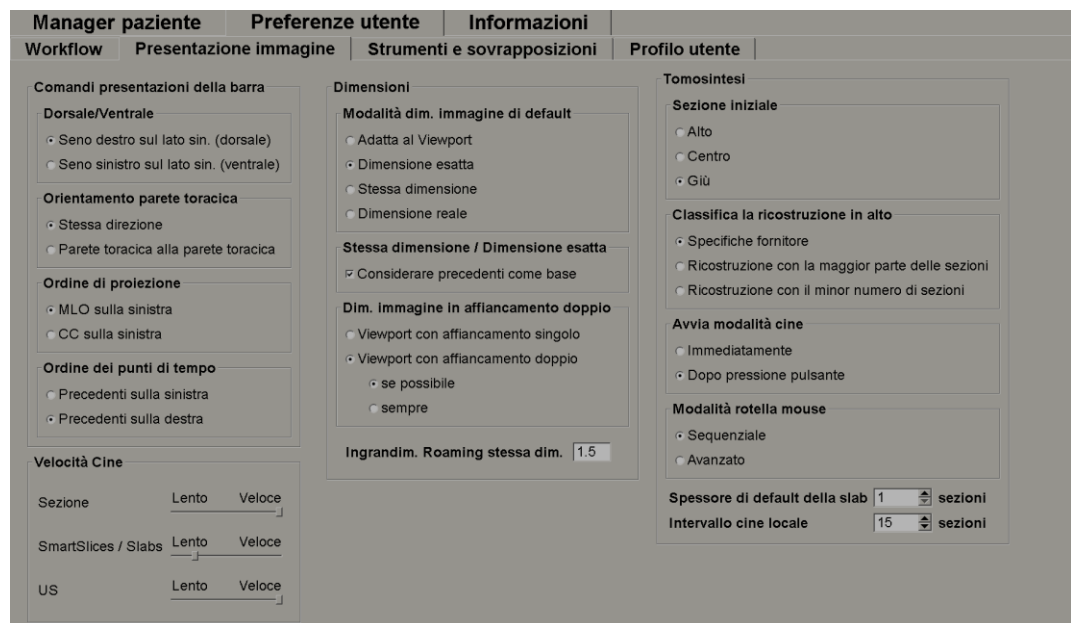 Manager paziente Preferenze utente Informazioni
Workflow Presentazione immagine Strumenti e sovrapposizioni Profilo utente
Comandi presentazioni della barra
Dorsale/Ventrale
Seno destro sul lato sin. (dorsale)
Seno sinistro sul lato sin. (ventrale)
Orientamento parete toracica
Stessa direzione
Parete toracica alla parete toracica
Ordine di proiezione
MLO sulla sinistra
CC sulla sinistra
Ordine dei punti di tempo
Precedenti sulla sinistra
Precedenti sulla destra
Velocità Cine
Sezione Lento Veloce
SmartSlices / Slabs Lento Veloce
US Lento Veloce
Dimensioni
Modalità dim. immagine di default
Adatta al Viewport
Dimensione esatta
Stessa dimensione
Dimensione reale
Stessa dimensione / Dimensione esatta
Considerare precedenti come base
Dim. immagine in affiancamento doppio
Viewport con affiancamento singolo
Viewport con affiancamento doppio
se possibile
sempre
Ingrandim. Roaming stessa dim. 1.5
Tomosintesi
Sezione iniziale
Alto
Centro
Giù
Classifica la ricostruzione in alto
Specifiche fornitore
Ricostruzione con la maggior parte delle sezioni
Ricostruzione con il minor numero di sezioni
Avvia modalità cine
Immediatamente
Dopo pressione pulsante
Modalità rotella mouse
Sequenziale
Avanzato
Spessore di default della slab 1 sezioni
Intervallo cine locale 15 sezioni